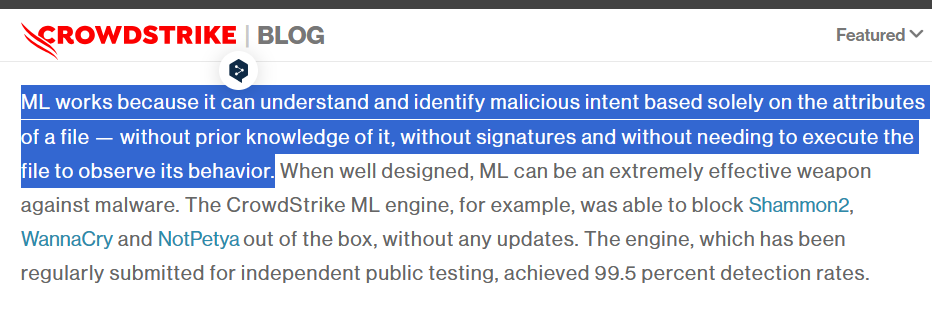 CROWDSTRIKE | BLOG
Featured
ML works because it can understand and identify malicious intent based solely on the attributes
of a file — without prior knowledge of it, without signatures and without needing to execute the
file to observe its behavior. When well designed, ML can be an extremely effective weapon
against malware. The CrowdStrike ML engine, for example, was able to block Shammon2,
WannaCry and NotPetya out of the box, without any updates. The engine, which has been
regularly submitted for independent public testing, achieved 99.5 percent detection rates.